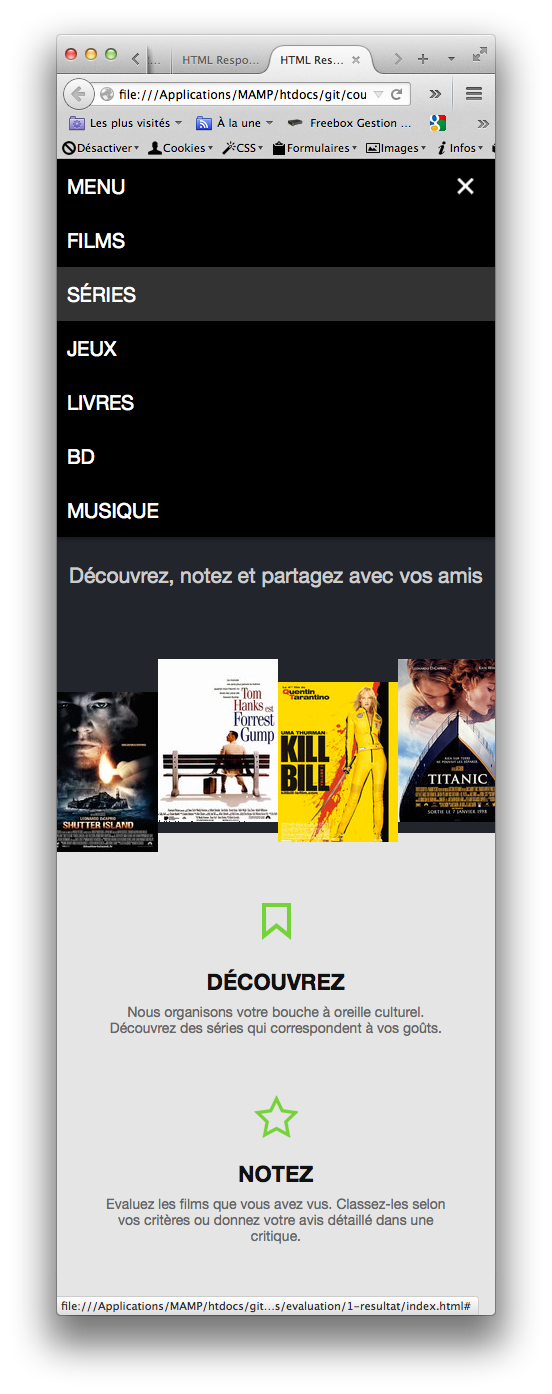 HTML Respo...
HTML Res...
file:///Applications/MAMP/htdocs/git/cou
Les plus visités
À la une
Freebox Gestion ...
Désactiver
Cookies
CSS
Formulaires
Images
Infos
MENU
FILMS
SÉRIES
JEUX
LIVRES
BD
MUSIQUE
Découvrez, notez et partagez avec vos amis
LEONARDO DiCAPRIO
SHUTTER ISLAND
Tom
Hanks est
Forrest
Gump
Quentin
Tarantino
UMA THURMAN
KILL
BILL
LEONARDO DiCAPRIO
KATE
TITANIC
SORTIE LE 7 JANVIER 1998
DÉCOUVREZ
Nous organisons votre bouche à oreille culturel.
Découvrez des séries qui correspondent à vos goûts.
NOTEZ
Evaluez les films que vous avez vus. Classez-les selon
vos critères ou donnez votre avis détaillé dans une
critique.
file:///Applications/MAMP/htdocs/git...s/evaluation/1-resultat/index.html#